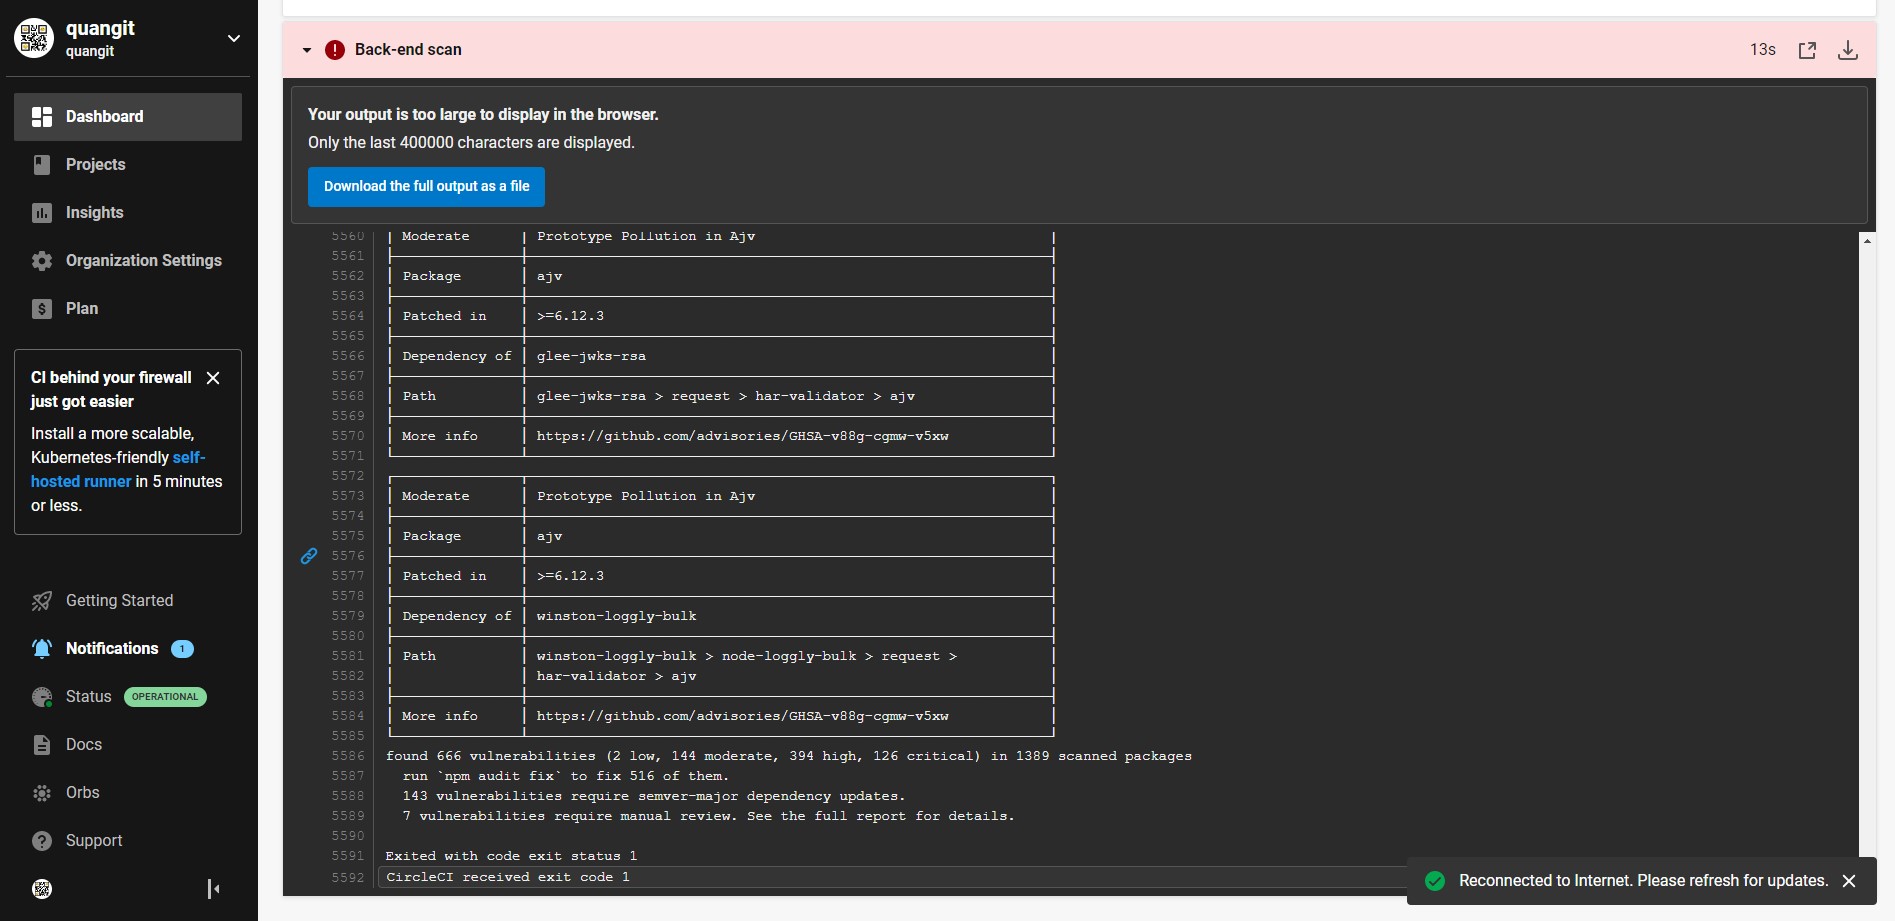 quangit
quangit
Dashboard
Projects
Insights
Organization Settings
Plan
CI behind your firewall
just got easier
Install a more scalable,
Kubernetes-friendly self-
hosted runner in 5 minutes
or less.
Getting Started
Notifications 1
Status OPERATIONAL
Docs
Orbs
Support
Back-end scan 13s
Your output is too large to display in the browser.
Only the last 400000 characters are displayed.
Download the full output as a file
5560 Moderate Prototype Pollution in Ajv
5561
5562 Package ajv
5563
5564 Patched in >=6.12.3
5565
5566 Dependency of glee-jwks-rsa
5567
5568 Path glee-jwks-rsa > request > har-validator > ajv
5569
5570 More info https://github.com/advisories/GHSA-v88g-cgmw-v5xw
5571
5572
5573 Moderate Prototype Pollution in Ajv
5574
5575 Package ajv
5576
5577 Patched in >=6.12.3
5578
5579 Dependency of winston-loggly-bulk
5580
5581 Path winston-loggly-bulk > node-loggly-bulk > request >
5582 har-validator > ajv
5583
5584 More info https://github.com/advisories/GHSA-v88g-cgmw-v5xw
5585
5586 found 666 vulnerabilities (2 low, 144 moderate, 394 high, 126 critical) in 1389 scanned packages
5587 run `npm audit fix` to fix 516 of them.
5588 143 vulnerabilities require semver-major dependency updates.
5589 7 vulnerabilities require manual review. See the full report for details.
5590
5591 Exited with code exit status 1
5592 CircleCI received exit code 1
Reconnected to Internet. Please refresh for updates.